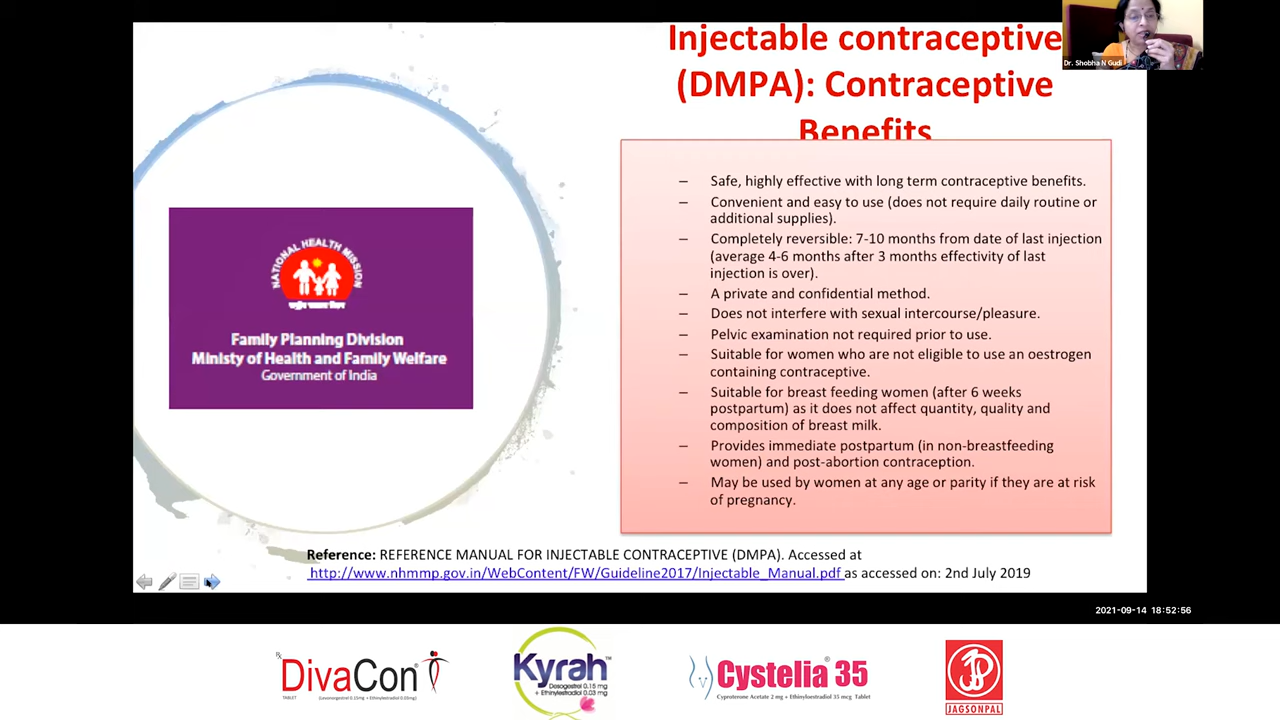 Injectable contraceptive
(DMPA): Contraceptive
Benefits
Dr. Shobha N Gudi
– Safe, highly effective with long term contraceptive benefits.
– Convenient and easy to use (does not require daily routine or
additional supplies).
– Completely reversible: 7-10 months from date of last injection
(average 4-6 months after 3 months effectivity of last
injection is over).
– A private and confidential method.
– Does not interfere with sexual intercourse/pleasure.
– Pelvic examination not required prior to use.
– Suitable for women who are not eligible to use an oestrogen
containing contraceptive.
– Suitable for breast feeding women (after 6 weeks
postpartum) as it does not affect quantity, quality and
composition of breast milk.
– Provides immediate postpartum (in non-breastfeeding
women) and post-abortion contraception.
– May be used by women at any age or parity if they are at risk
of pregnancy.
NATIONAL HEALTH MISSION
Family Planning Division
Ministy of Health and Family Welfare
Government of India
Reference: REFERENCE MANUAL FOR INJECTABLE CONTRACEPTIVE (DMPA). Accessed at
http://www.nhmmp.gov.in/WebContent/FW/Guideline2017/Injectable_Manual.pdf as accessed on: 2nd July 2019
2021-09-14 18:52:56
DivaCon®
TABLET
Kyrah™
Desogestrel 0.15 mg
+ Ethinylestradiol 0.03 mg
Cystelia® 35
Cyproterone Acetate 2 mg + Ethinyloestradiol 35 mcg Tablet
JAGSONPAL